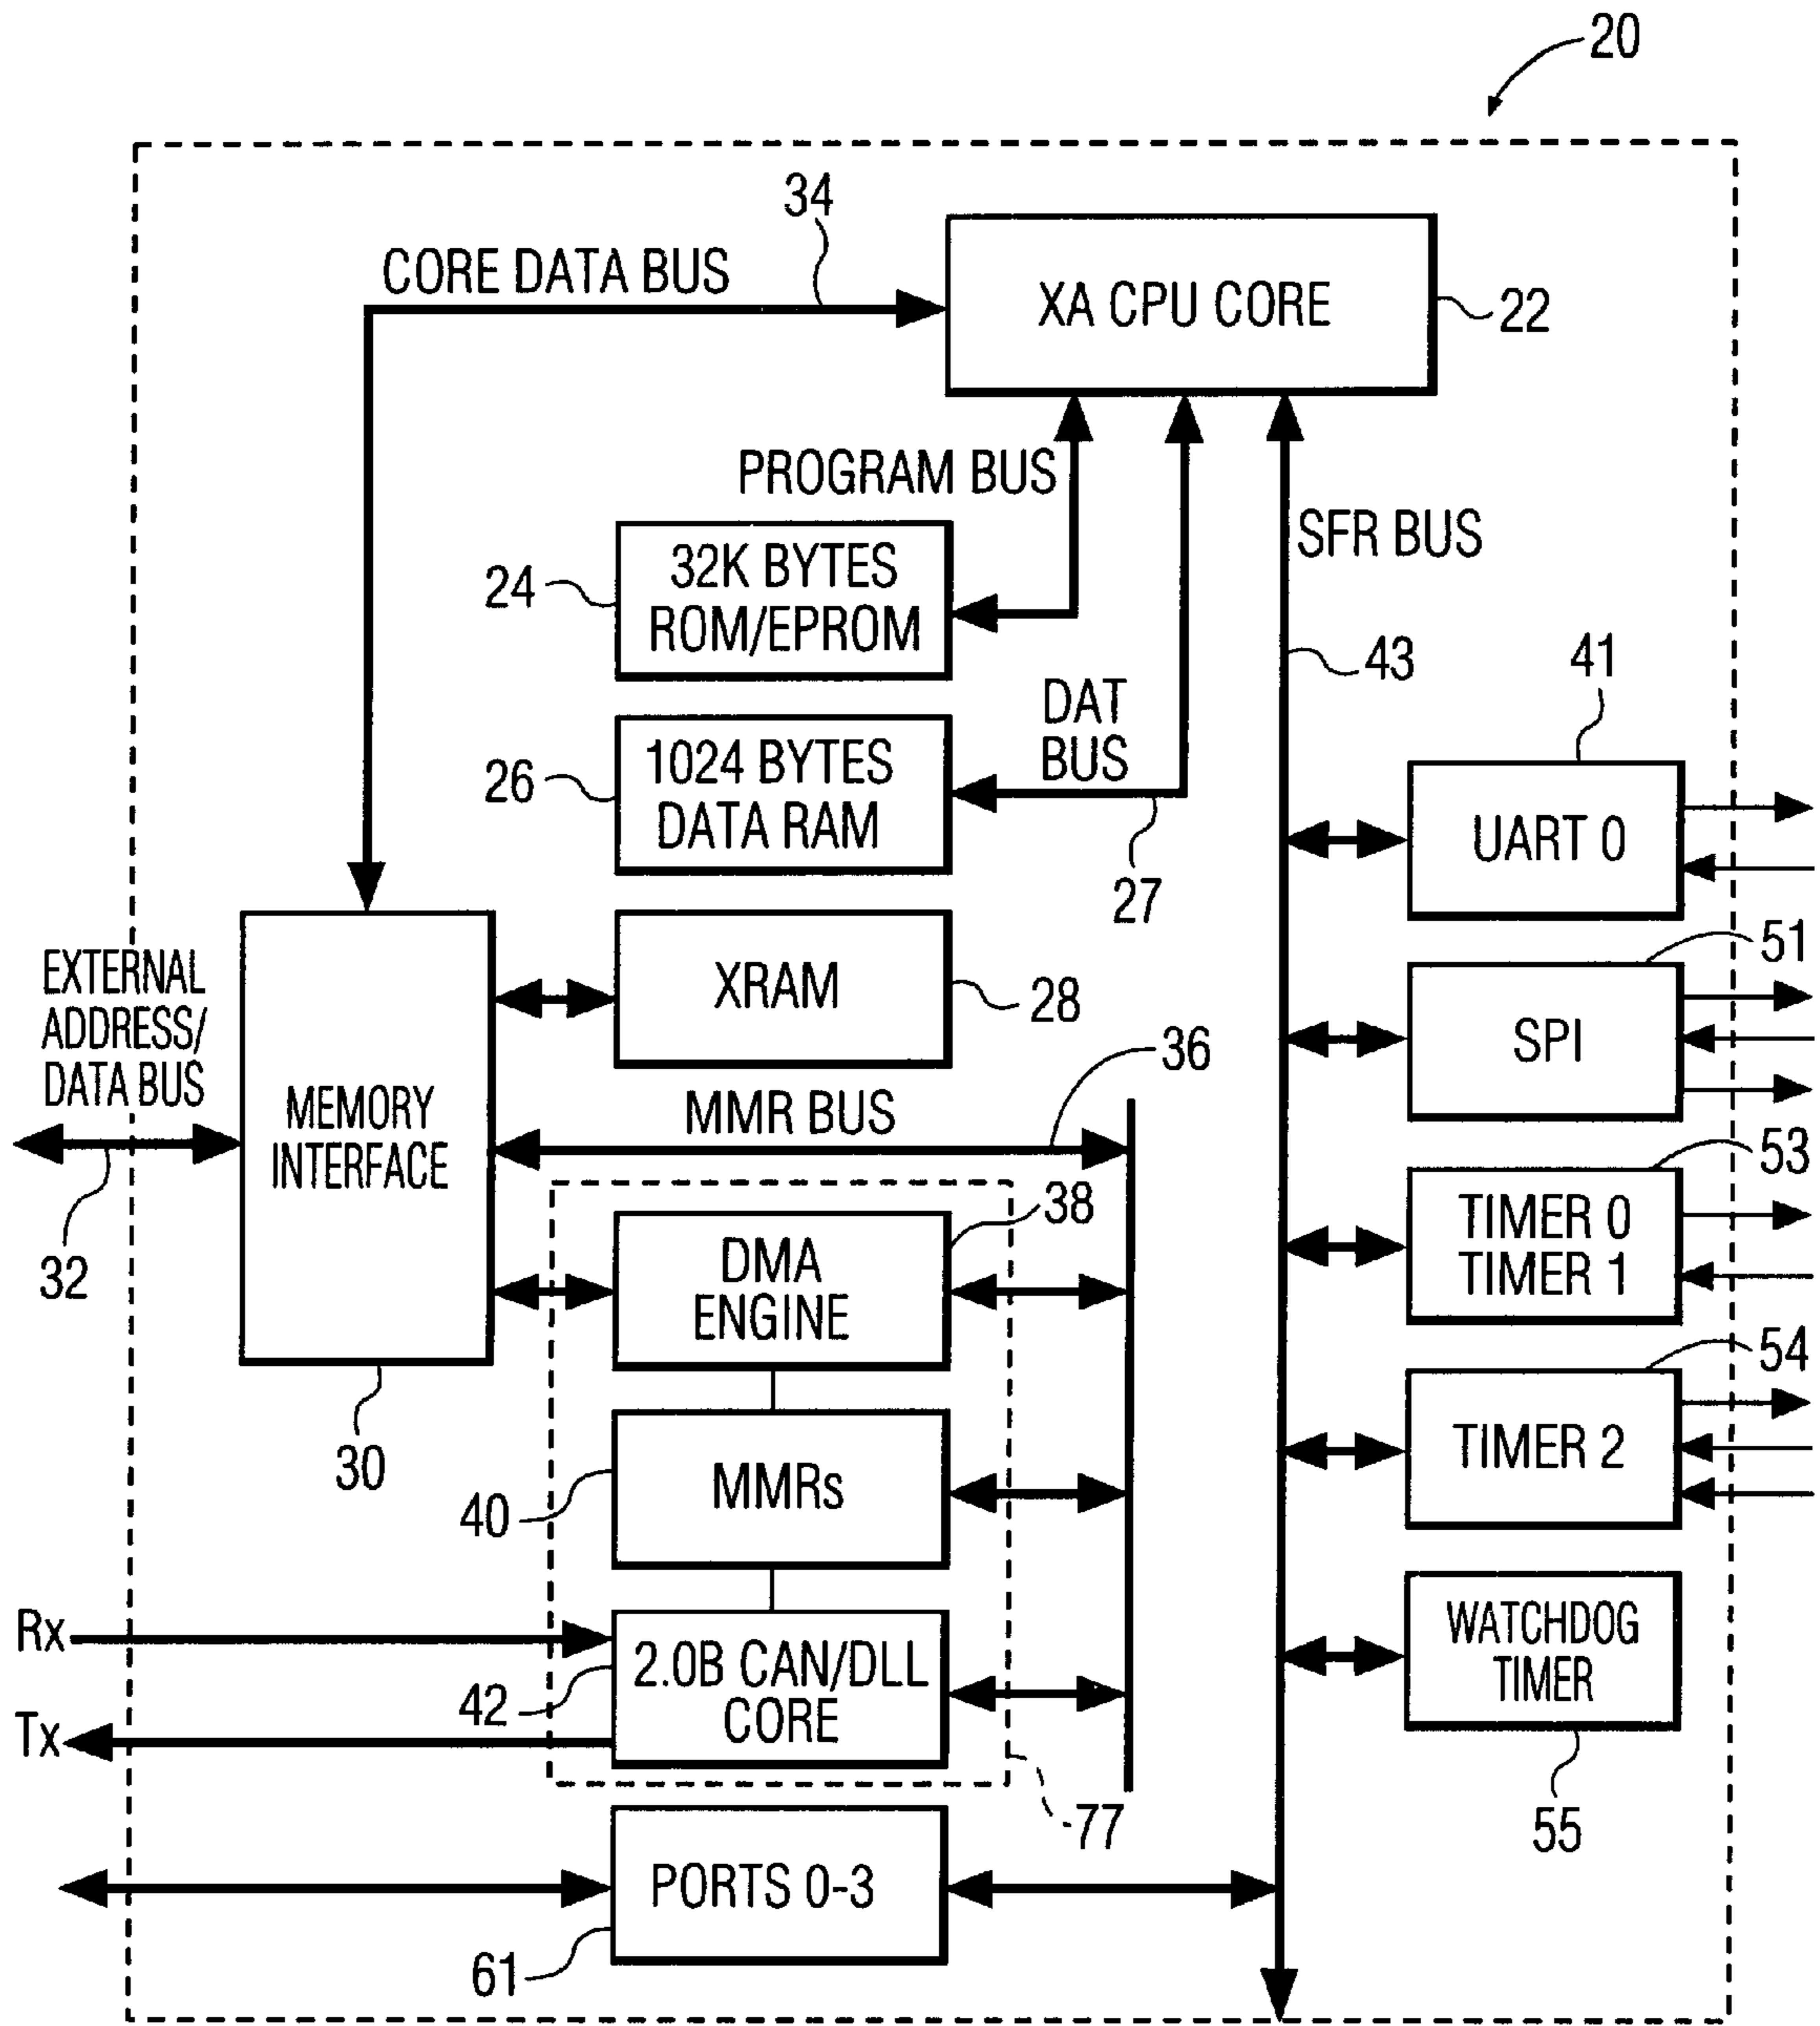 20
34
CORE DATA BUS
XA CPU CORE
22
PROGRAM BUS
SFR BUS
24
32K BYTES
ROM/EPROM
43
41
DAT
BUS
26
1024 BYTES
DATA RAM
27
UART 0
51
EXTERNAL
ADDRESS/
DATA BUS
XRAM
28
SPI
36
MEMORY
INTERFACE
MMR BUS
53
32
38
DMA
ENGINE
TIMER 0
TIMER 1
54
30
40
MMRs
TIMER 2
Rx
Tx
42
2.0B CAN/DLL
CORE
WATCHDOG
TIMER
77
55
PORTS 0-3
61